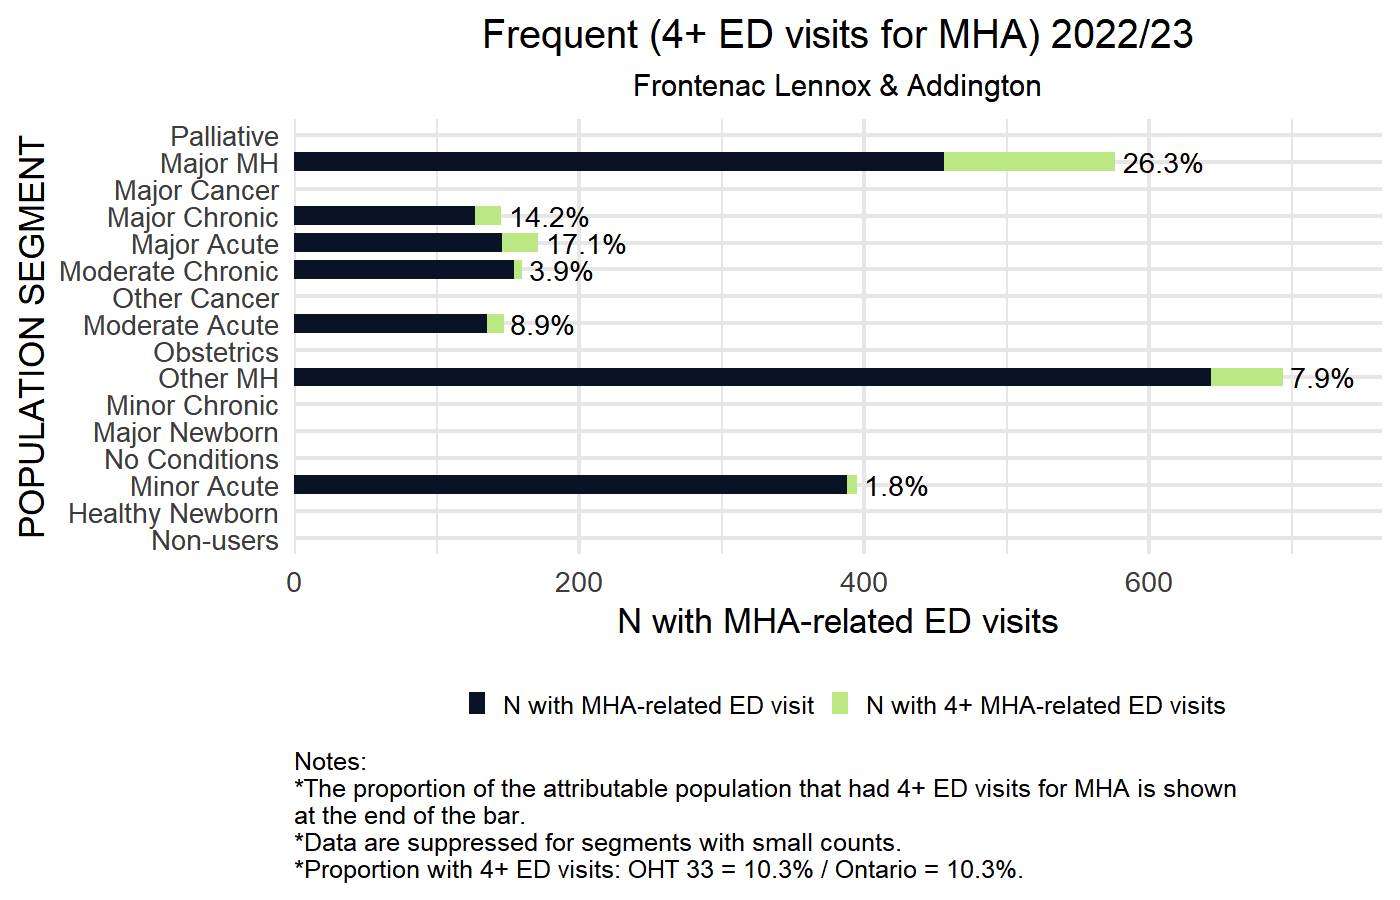 Frequent (4+ ED visits for MHA) 2022/23
Frontenac Lennox & Addington
POPULATION SEGMENT
Palliative
Major MH
26.3%
Major Cancer
Major Chronic
14.2%
Major Acute
17.1%
Moderate Chronic
3.9%
Other Cancer
Moderate Acute
8.9%
Obstetrics
Other MH
7.9%
Minor Chronic
Major Newborn
No Conditions
Minor Acute
1.8%
Healthy Newborn
Non-users
0 200 400 600
N with MHA-related ED visits
N with MHA-related ED visit N with 4+ MHA-related ED visits
Notes:
*The proportion of the attributable population that had 4+ ED visits for MHA is shown
at the end of the bar.
*Data are suppressed for segments with small counts.
*Proportion with 4+ ED visits: OHT 33 = 10.3% / Ontario = 10.3%.